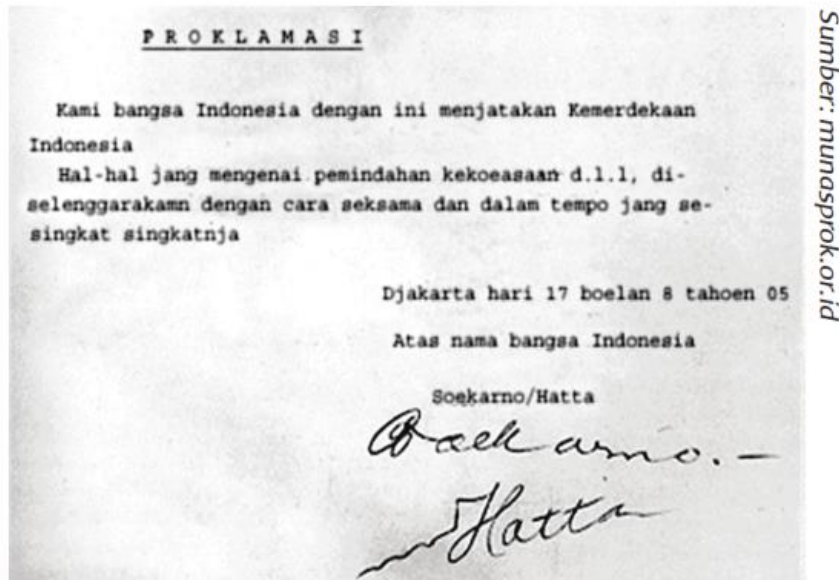 P R O K L A M A S I
Kami bangsa Indonesia dengan ini menjatakan Kemerdekaan
Indonesia
Hal-hal jang mengenai pemindahan kekoeasaan d.l.l, di-
selenggarakamn dengan cara seksama dan dalam tempo jang se-
singkat singkatnja
Djakarta hari 17 boelan 8 tahoen 05
Atas nama bangsa Indonesia
Soekarno/Hatta
Soekarno.-
Hatta
Sumber: munasprok.or.id